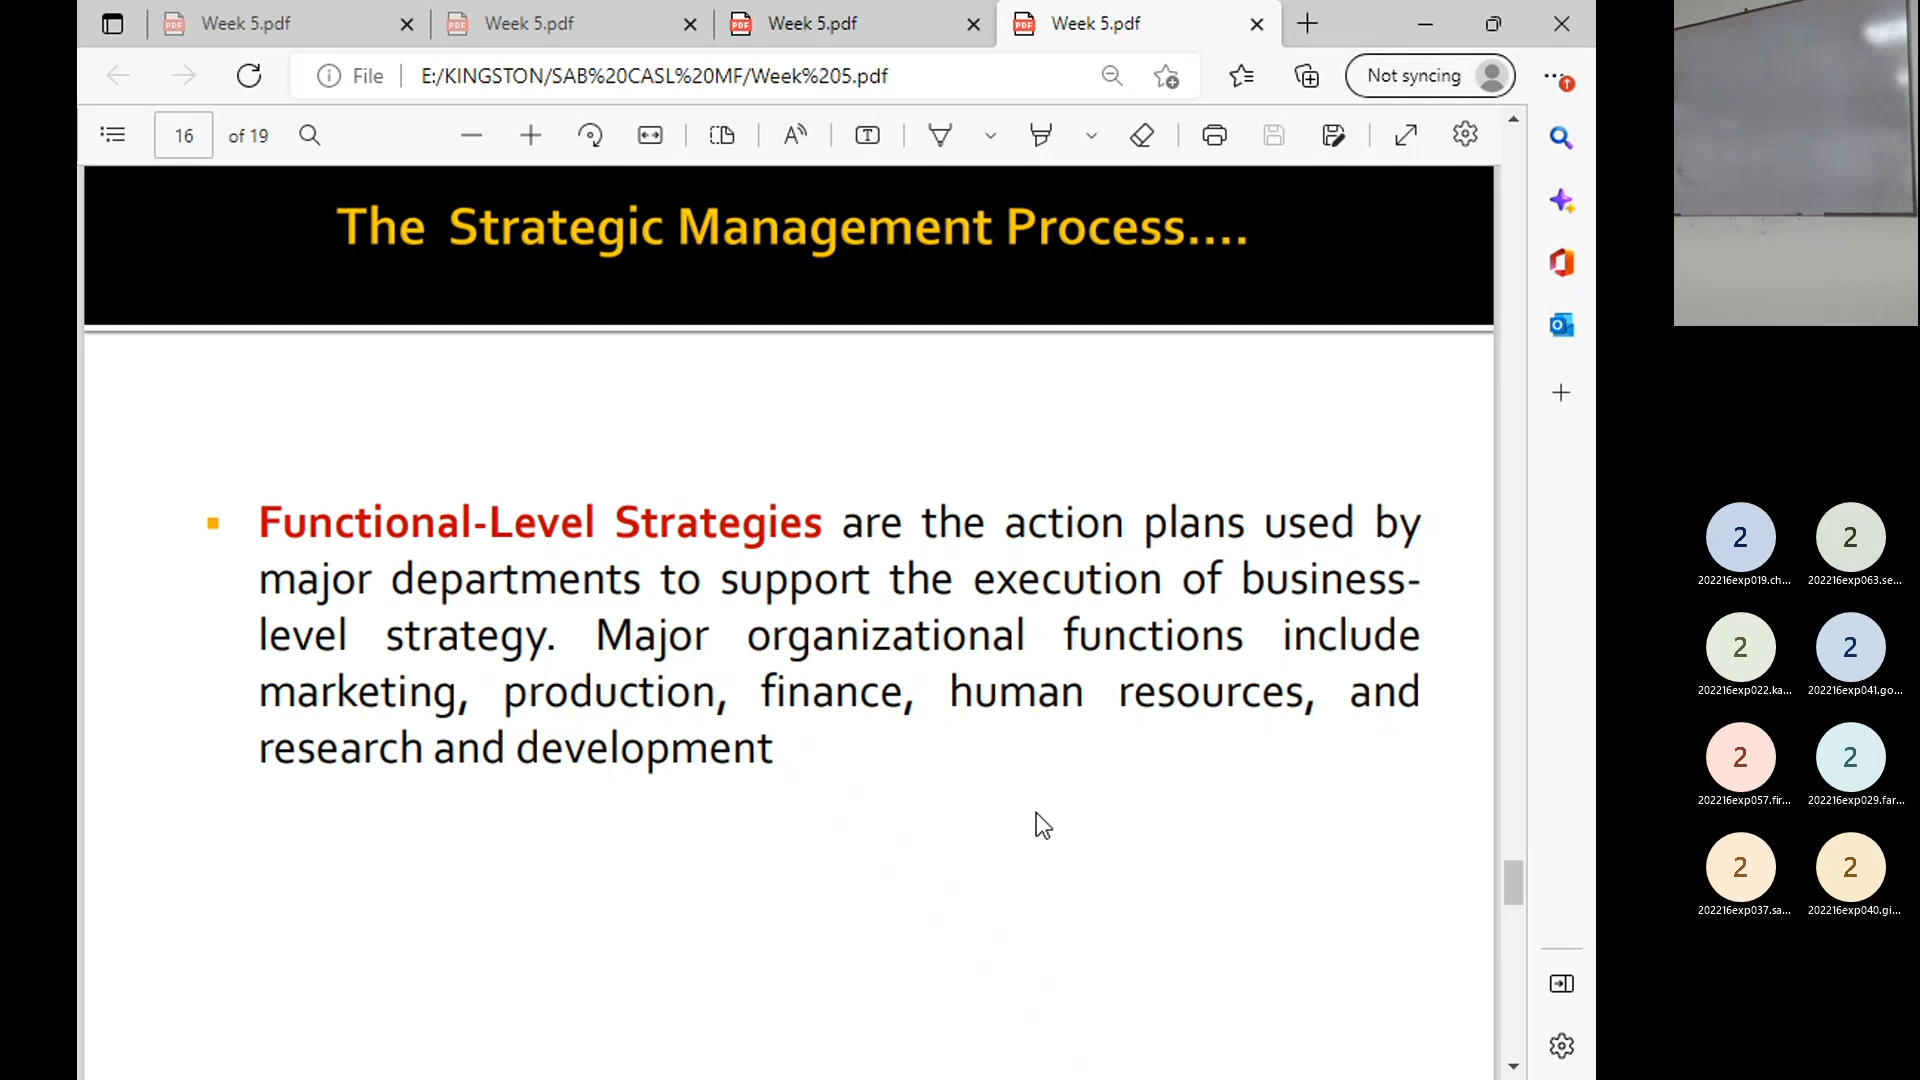 Week 5.pdf
Week 5.pdf
Week 5.pdf
Week 5.pdf
File
E:/KINGSTON/SAB%20CASL%20MF/Week%205.pdf
Not syncing
16 of 19
The Strategic Management Process....
Functional-Level Strategies are the action plans used by
major departments to support the execution of business-
level strategy. Major organizational functions include
marketing, production, finance, human resources, and
research and development
2
2
202216exp019.ch...
202216exp063.se...
2
2
202216exp022.ka...
202216exp041.go...
2
2
202216exp057.fir...
202216exp029.far...
2
2
202216exp037.sa...
202216exp040.gi...